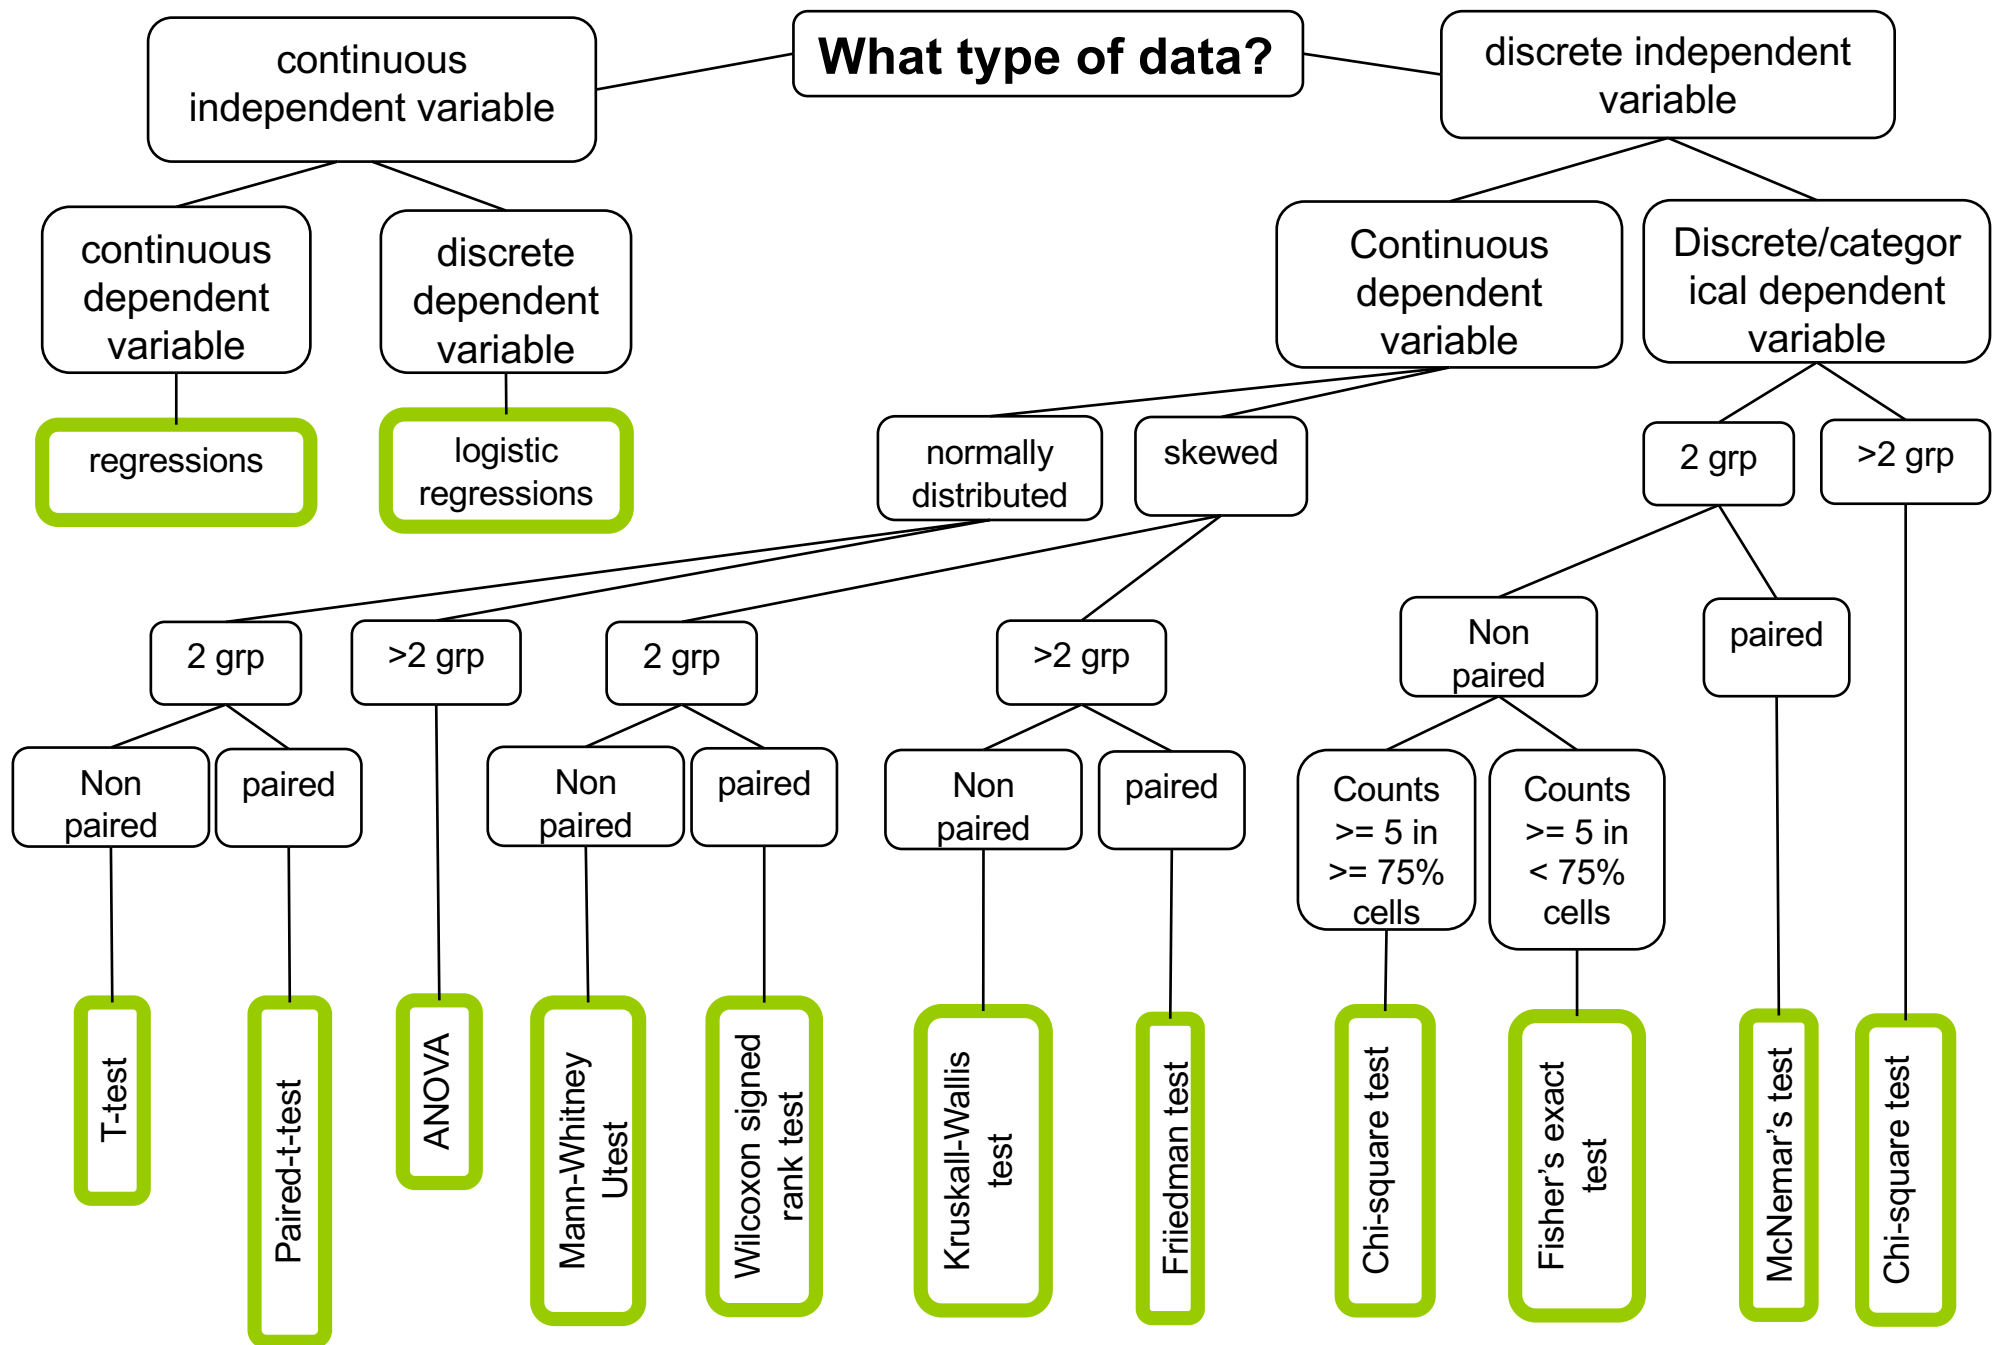 What type of data?
continuous
independent variable
discrete independent
variable
continuous
dependent
variable
discrete
dependent
variable
Continuous
dependent
variable
Discrete/categor
ical dependent
variable
regressions
logistic
regressions
normally
distributed
skewed
2 grp
>2 grp
2 grp
>2 grp
2 grp
>2 grp
Non
paired
paired
Non
paired
paired
Non
paired
paired
Non
paired
paired
Counts
>= 5 in
>= 75%
cells
Counts
>= 5 in
< 75%
cells
T-test
Paired-t-test
ANOVA
Mann-Whitney
Utest
Wilcoxon signed
rank test
Kruskall-Wallis
test
Friiedman test
Chi-square test
Fisher’s exact
test
McNemar’s test
Chi-square test